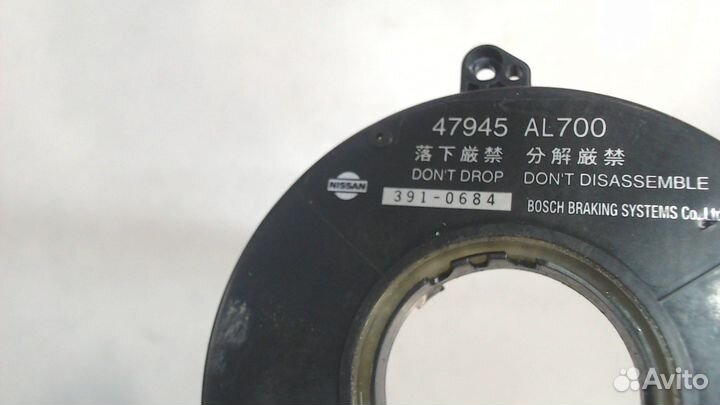 47945 AL700
落下厳禁 分解厳禁
DON'T DROP DON'T DISASSEMBLE
NISSAN
391-0684
BOSCH BRAKING SYSTEMS Co.,Ltd
Avito